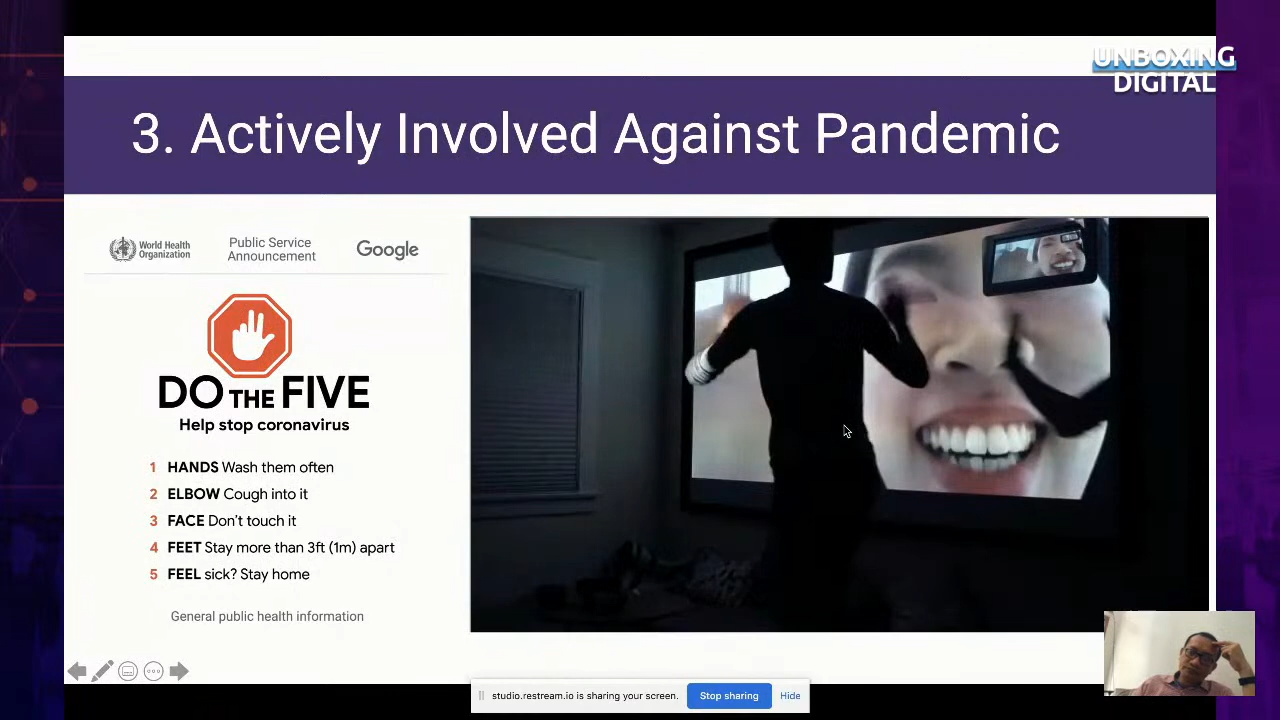 UNBOXING
DIGITAL
3. Actively Involved Against Pandemic
World Health
Organization
Public Service
Announcement
Google
DO THE FIVE
Help stop coronavirus
1 HANDS Wash them often
2 ELBOW Cough into it
3 FACE Don't touch it
4 FEET Stay more than 3ft (1m) apart
5 FEEL sick? Stay home
General public health information
studio.restream.io is sharing your screen.
Stop sharing
Hide